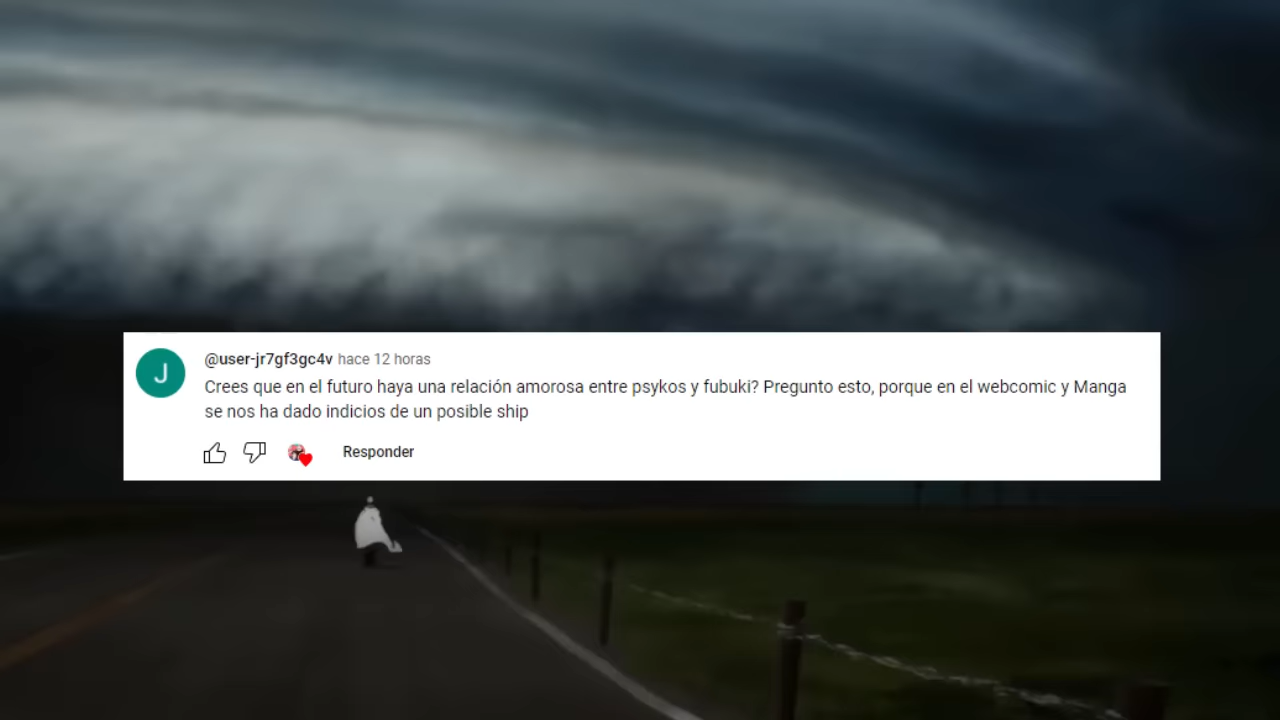 J
@user-jr7gf3gc4v hace 12 horas
Crees que en el futuro haya una relación amorosa entre psykos y fubuki? Pregunto esto, porque en el webcomic y Manga
se nos ha dado indicios de un posible ship
Responder